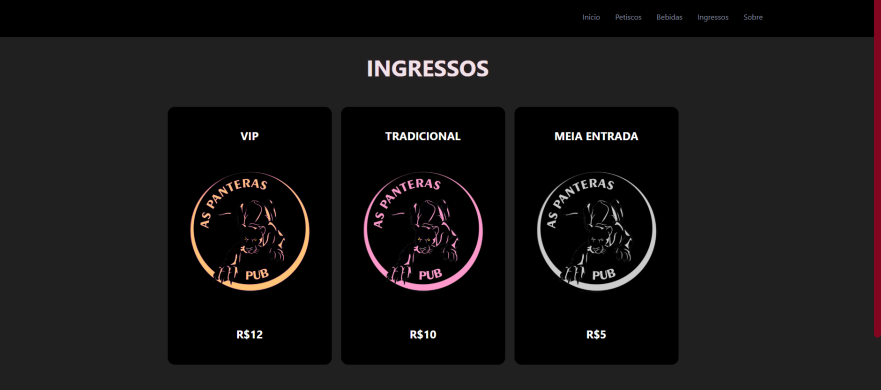 Início Petiscos Bebidas Ingressos Sobre
INGRESSOS
VIP
AS PANTERAS
PUB
R$12
TRADICIONAL
AS PANTERAS
PUB
R$10
MEIA ENTRADA
AS PANTERAS
PUB
R$5